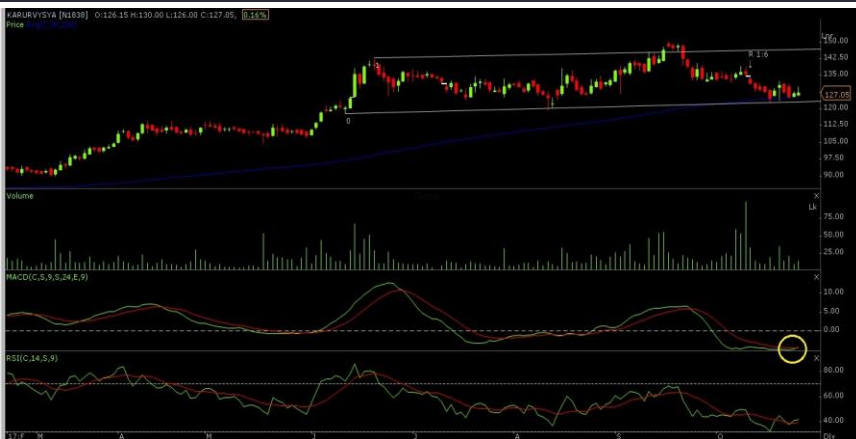 KARURVYSYA [N1838] O:126.15 H:130.00 L:126.00 C:127.05, 0.16%
Price
Lnr
150.00
R 1:6
142.50
135.00
127.05
120.00
0
112.50
105.00
97.50
90.00
Volume
X
Lk
75.00
50.00
25.00
MACD(C,S,9,S,24,E,9)
X
10.00
5.00
0.00
RSI(C,14,S,9)
X
80.00
60.00
40.00
17:F M A M J J A S O Dly